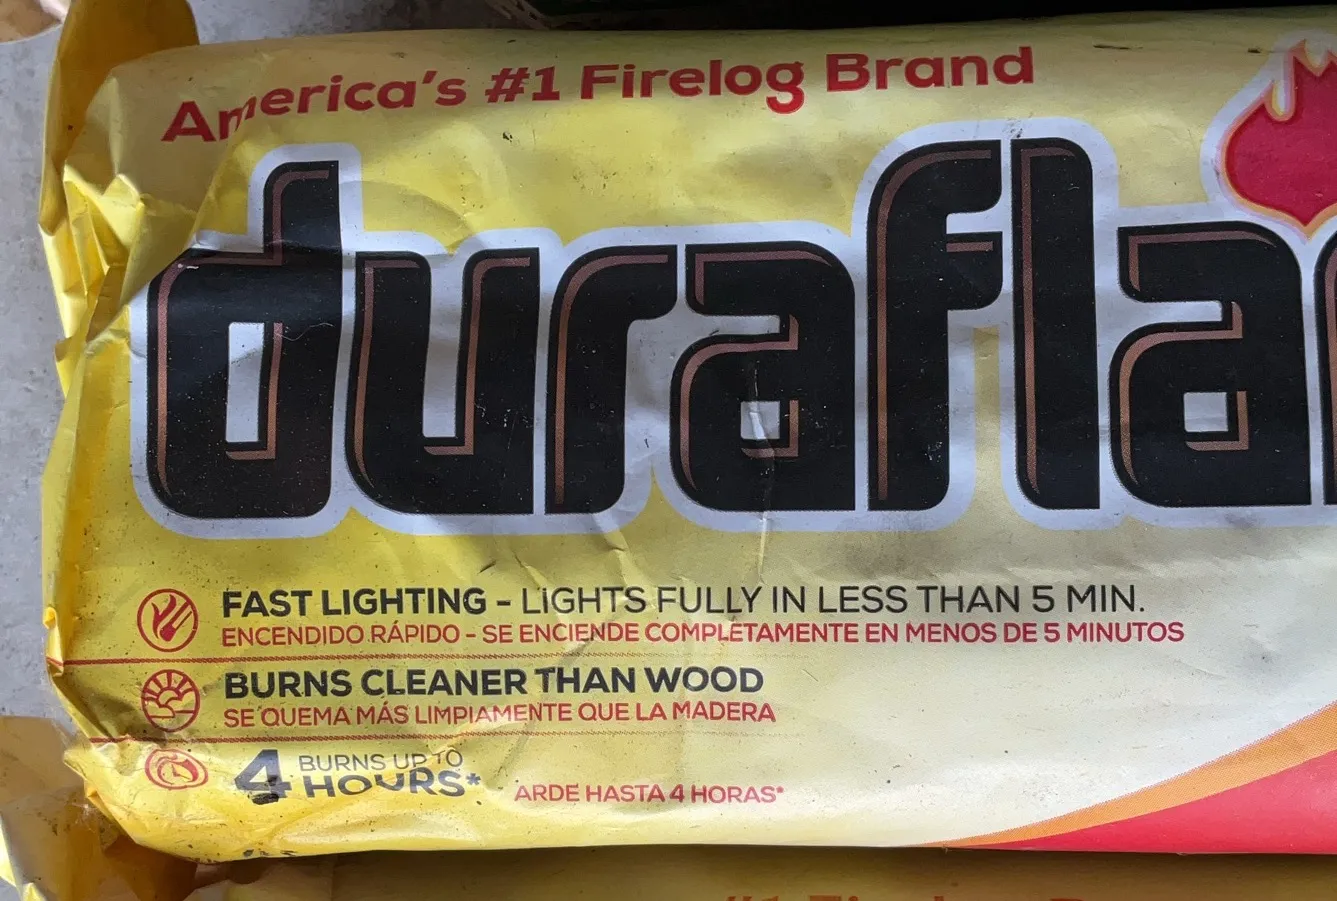 America's #1 Firelog Brand
durafla
FAST LIGHTING - LIGHTS FULLY IN LESS THAN 5 MIN.
ENCENDIDO RÁPIDO - SE ENCIENDE COMPLETAMENTE EN MENOS DE 5 MINUTOS
BURNS CLEANER THAN WOOD
SE QUEMA MÁS LIMPIAMENTE QUE LA MADERA
4 BURNS UP TO
HOURS*
ARDE HASTA 4 HORAS*
#1 Firelog